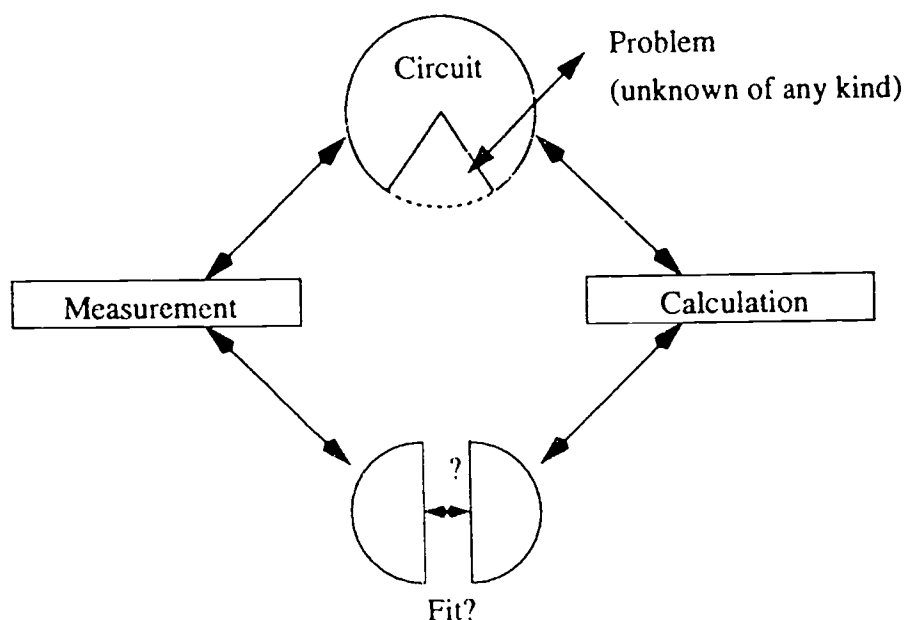 Problem
Circuit
(unknown of any kind)
Measurement
Calculation
?
Fit?